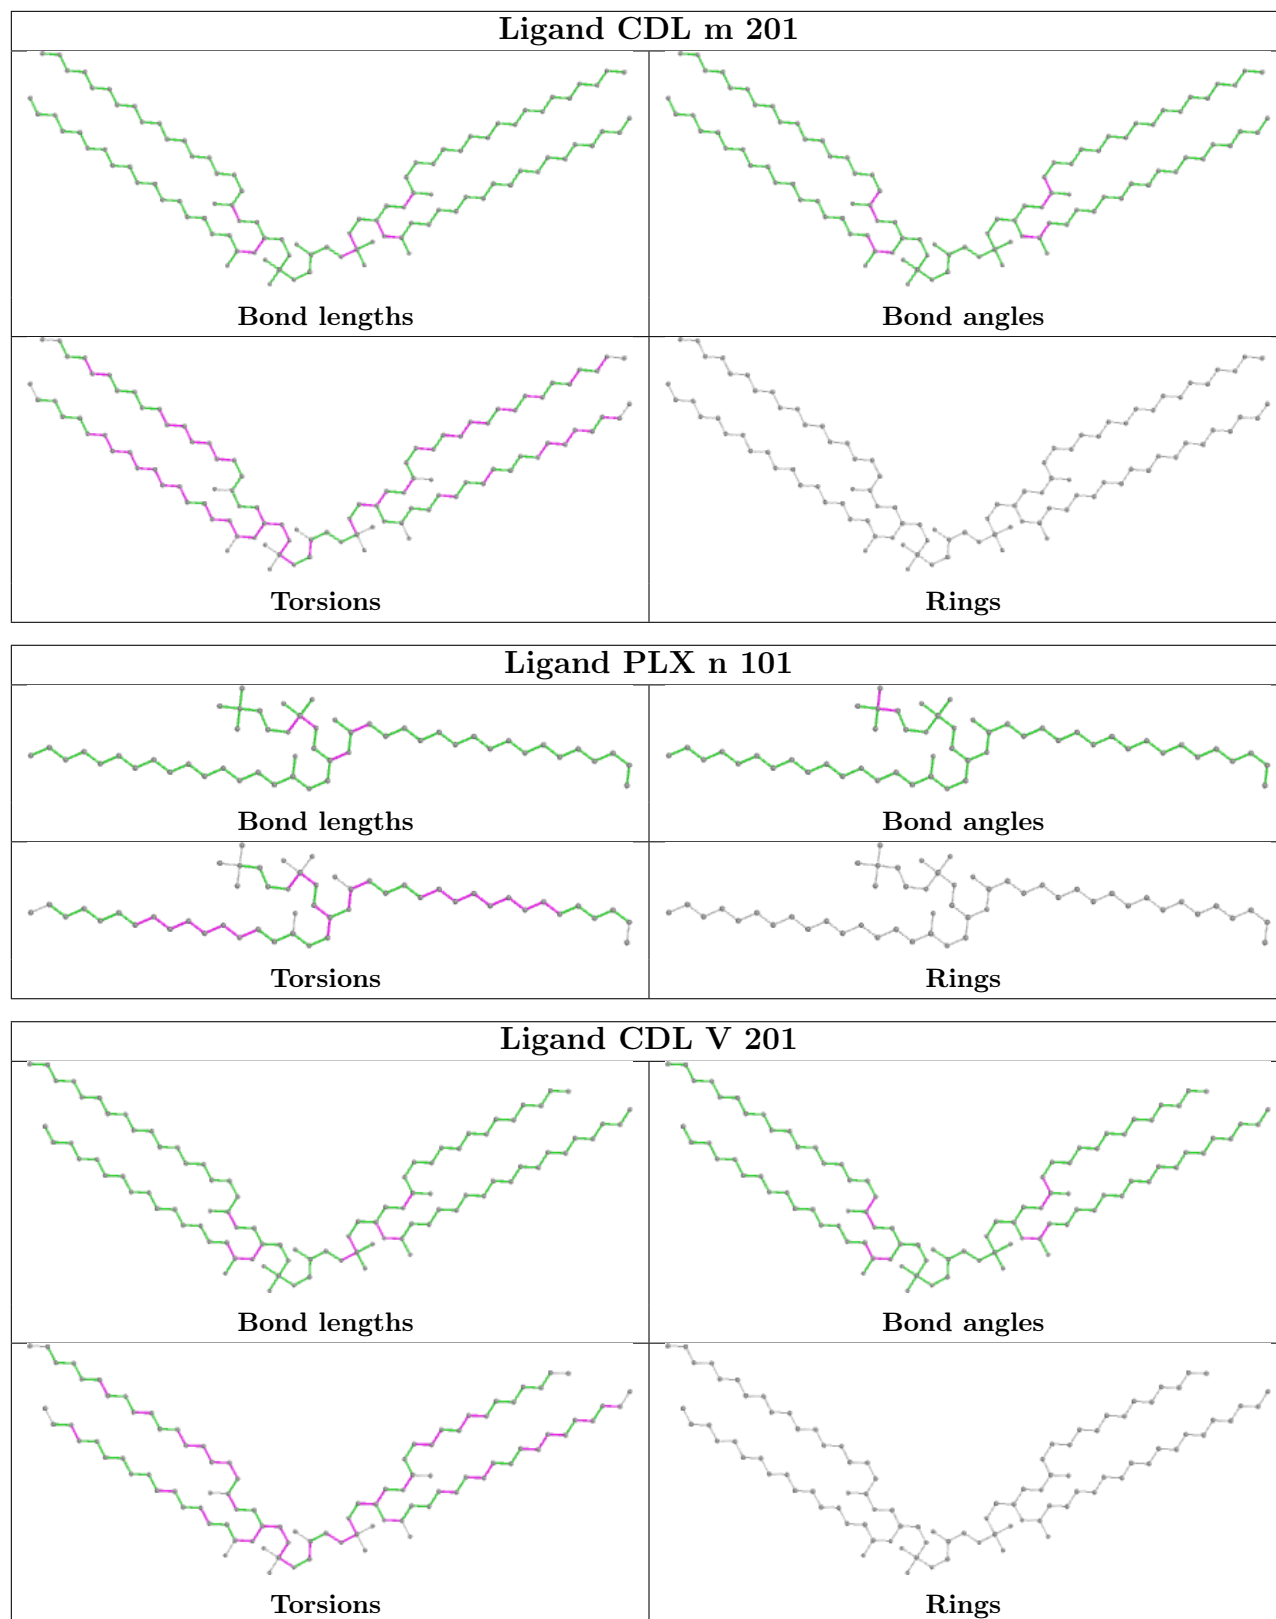 Ligand CDL m 201
Bond lengths
Bond angles
Torsions
Rings
Ligand PLX n 101
Bond lengths
Bond angles
Torsions
Rings
Ligand CDL V 201
Bond lengths
Bond angles
Torsions
Rings